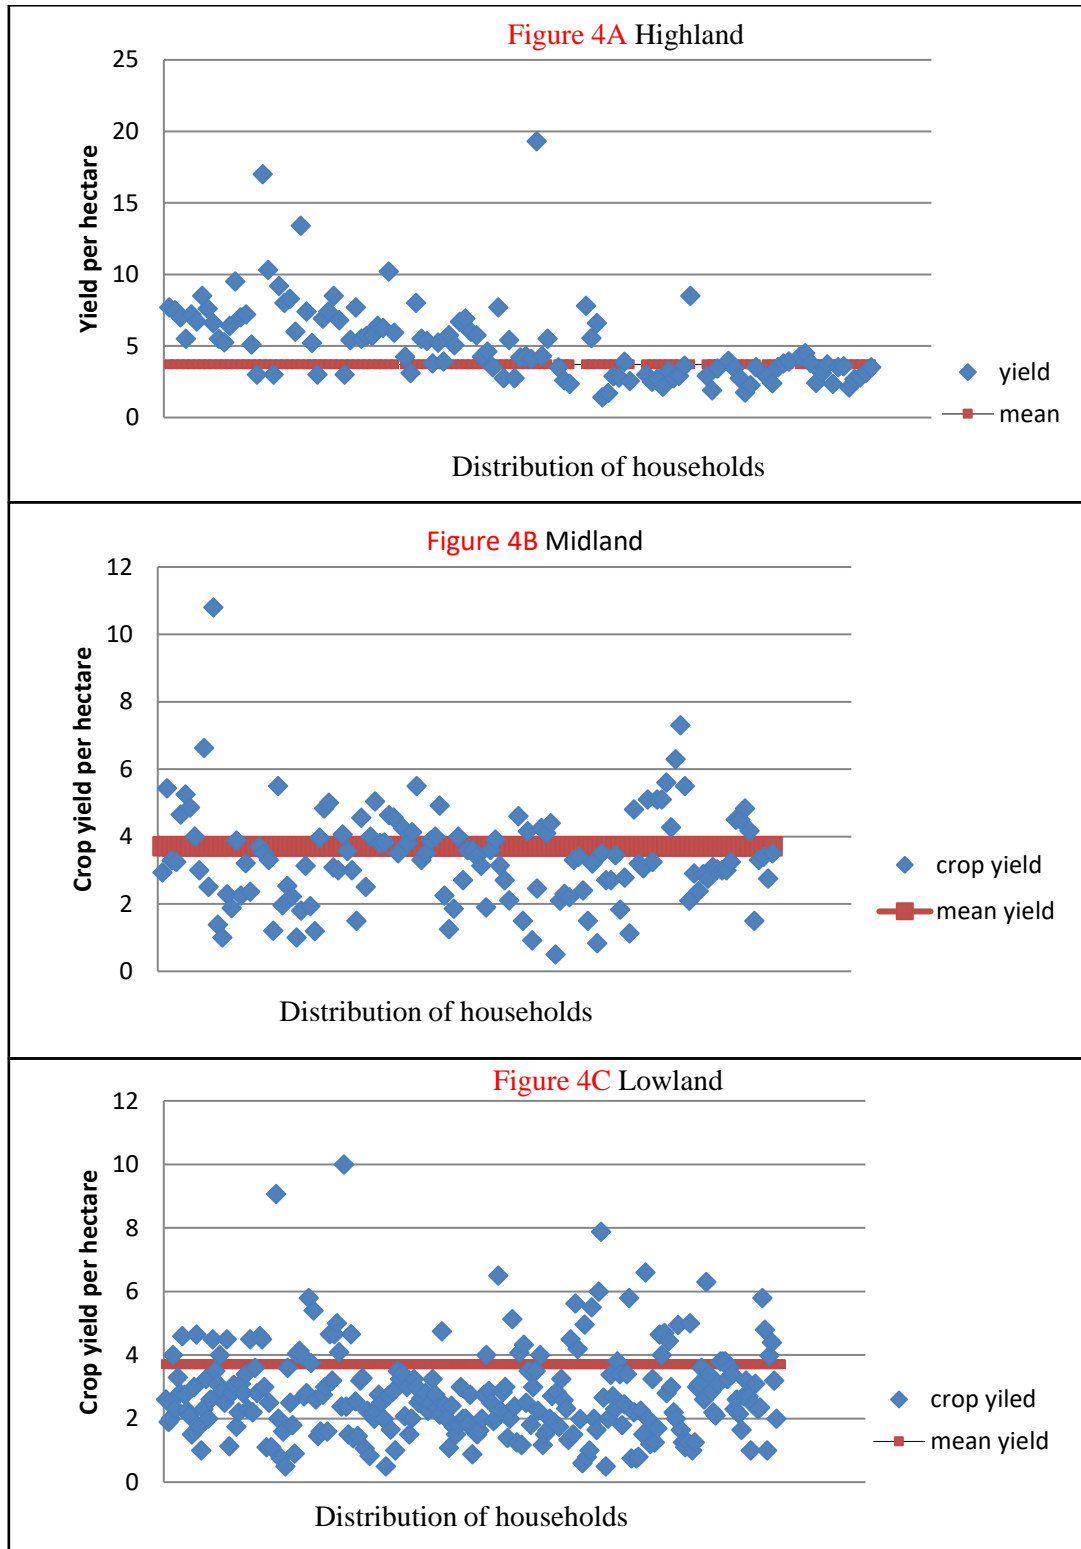 Figure 4A Highland
25
20
15
10
5
0
Yield per hectare
yield
mean
Distribution of households
Figure 4B Midland
12
10
8
6
4
2
0
Crop yield per hectare
crop yield
mean yield
Distribution of households
Figure 4C Lowland
12
10
8
6
4
2
0
Crop yield per hectare
crop yiled
mean yield
Distribution of households